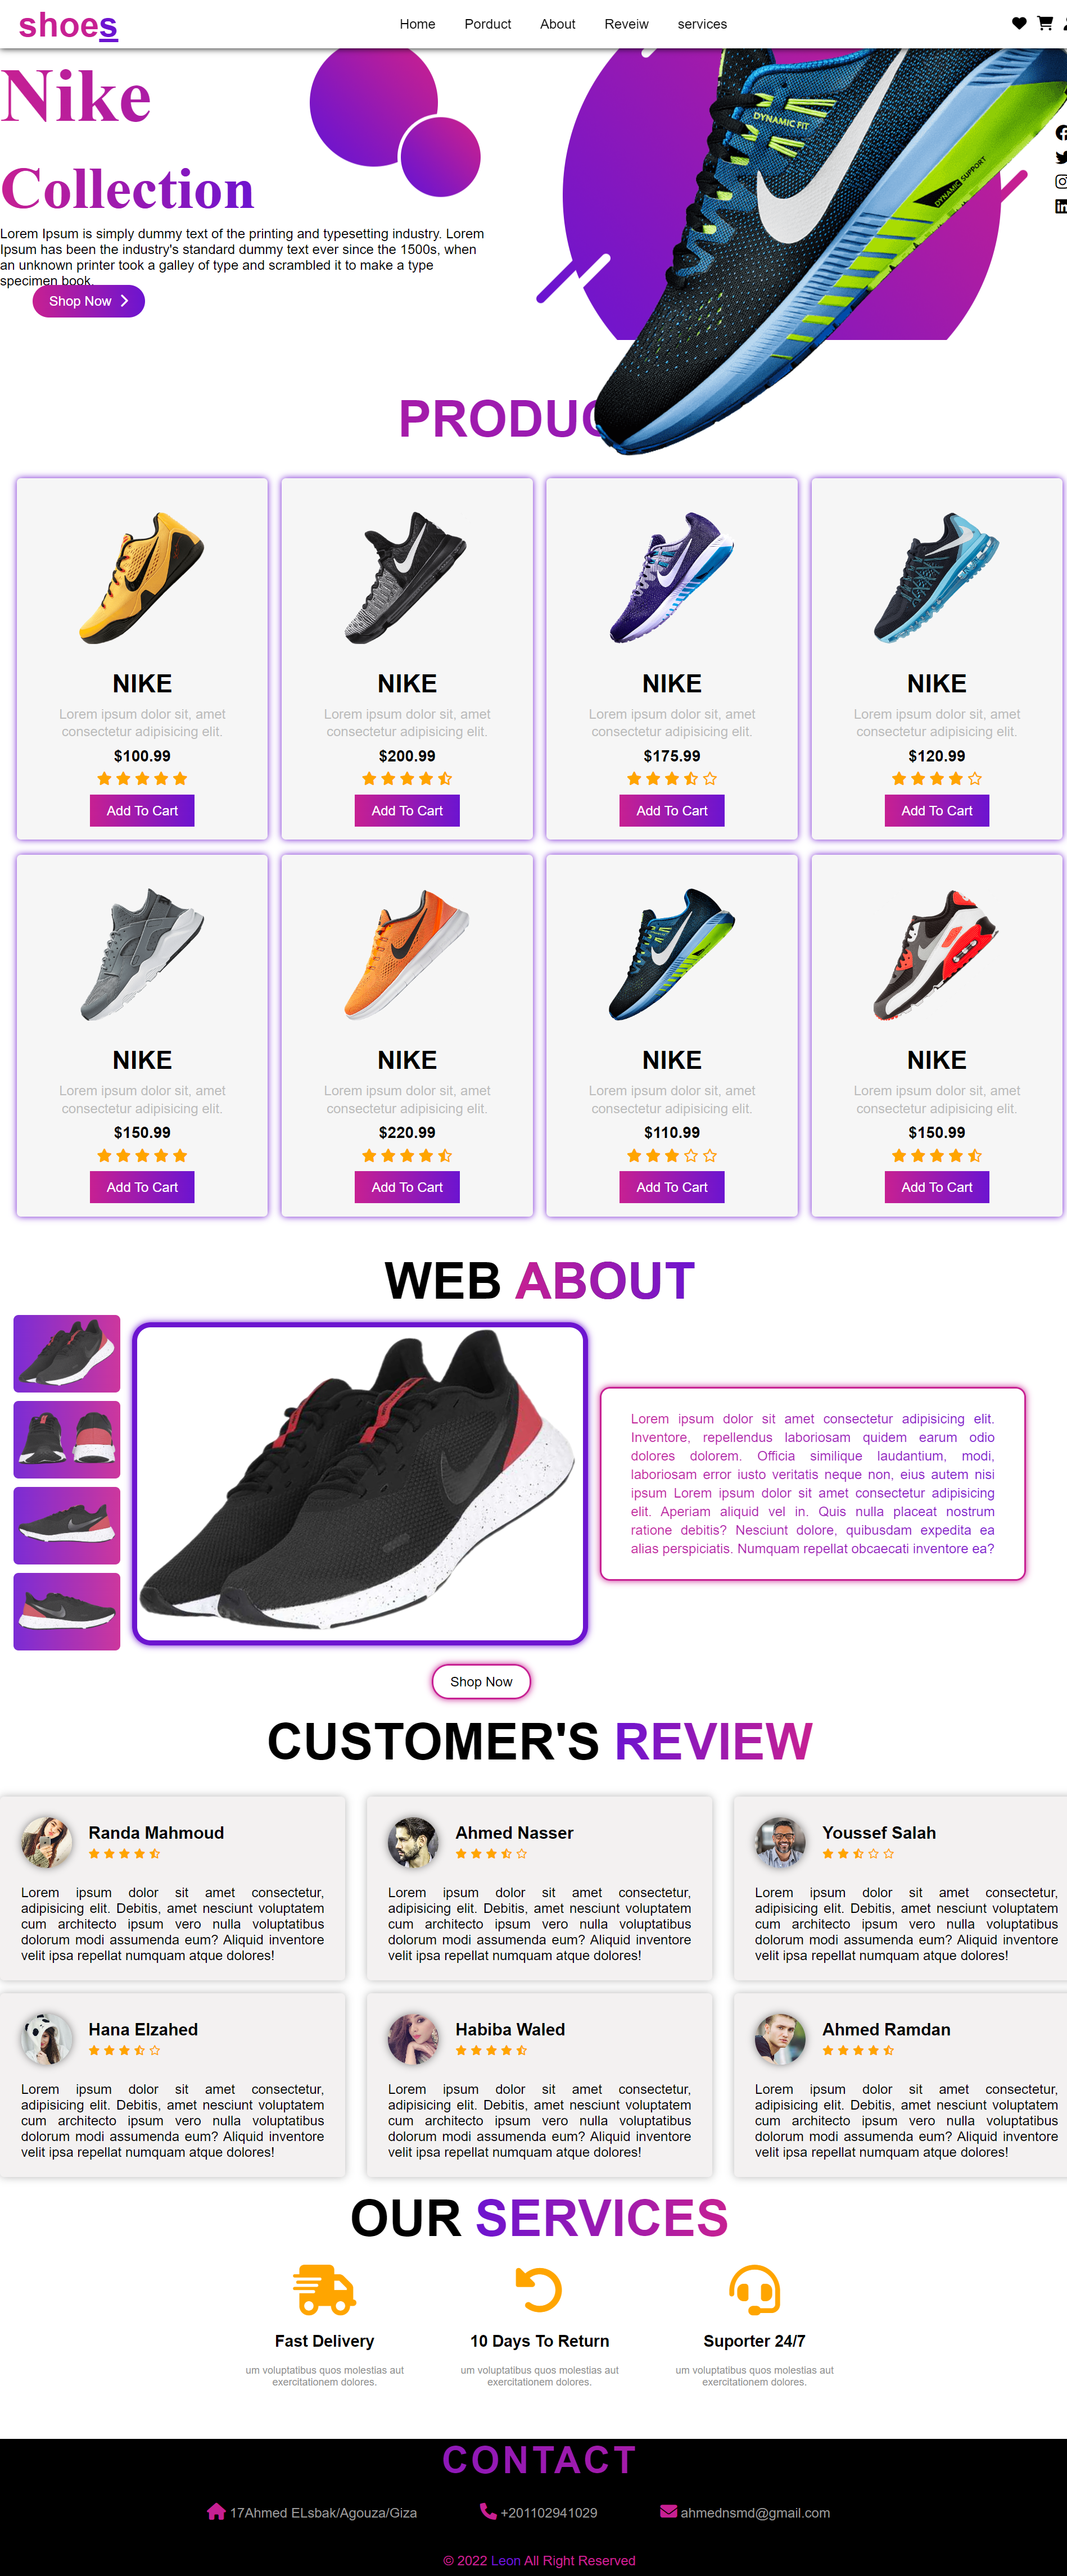 shoes
Home Porduct About Reveiw services
Nike
Collection
Lorem Ipsum is simply dummy text of the printing and typesetting industry. Lorem
Ipsum has been the industry's standard dummy text ever since the 1500s, when
an unknown printer took a galley of type and scrambled it to make a type
specimen book.
Shop Now
DYNAMIC FIT
DYNAMIC SUPPORT
PRODUC
NIKE NIKE NIKE NIKE
Lorem ipsum dolor sit, amet Lorem ipsum dolor sit, amet Lorem ipsum dolor sit, amet Lorem ipsum dolor sit, amet
consectetur adipisicing elit. consectetur adipisicing elit. consectetur adipisicing elit. consectetur adipisicing elit.
$100.99 $200.99 $175.99 $120.99
Add To Cart Add To Cart Add To Cart Add To Cart
NIKE NIKE NIKE NIKE
Lorem ipsum dolor sit, amet Lorem ipsum dolor sit, amet Lorem ipsum dolor sit, amet Lorem ipsum dolor sit, amet
consectetur adipisicing elit. consectetur adipisicing elit. consectetur adipisicing elit. consectetur adipisicing elit.
$150.99 $220.99 $110.99 $150.99
Add To Cart Add To Cart Add To Cart Add To Cart
WEB ABOUT
Lorem ipsum dolor sit amet consectetur adipisicing elit.
Inventore, repellendus laboriosam quidem earum odio
dolores dolorem. Officia similique laudantium, modi,
laboriosam error iusto veritatis neque non, eius autem nisi
ipsum Lorem ipsum dolor sit amet consectetur adipisicing
elit. Aperiam aliquid vel in. Quis nulla placeat nostrum
ratione debitis? Nesciunt dolore, quibusdam expedita ea
alias perspiciatis. Numquam repellat obcaecati inventore ea?
Shop Now
CUSTOMER'S REVIEW
Randa Mahmoud
Lorem ipsum dolor sit amet consectetur,
adipisicing elit. Debitis, amet nesciunt voluptatem
cum architecto ipsum vero nulla voluptatibus
dolorum modi assumenda eum? Aliquid inventore
velit ipsa repellat numquam atque dolores!
Ahmed Nasser
Lorem ipsum dolor sit amet consectetur,
adipisicing elit. Debitis, amet nesciunt voluptatem
cum architecto ipsum vero nulla voluptatibus
dolorum modi assumenda eum? Aliquid inventore
velit ipsa repellat numquam atque dolores!
Youssef Salah
Lorem ipsum dolor sit amet consectetur,
adipisicing elit. Debitis, amet nesciunt voluptatem
cum architecto ipsum vero nulla voluptatibus
dolorum modi assumenda eum? Aliquid inventore
velit ipsa repellat numquam atque dolores!
Hana Elzahed
Lorem ipsum dolor sit amet consectetur,
adipisicing elit. Debitis, amet nesciunt voluptatem
cum architecto ipsum vero nulla voluptatibus
dolorum modi assumenda eum? Aliquid inventore
velit ipsa repellat numquam atque dolores!
Habiba Waled
Lorem ipsum dolor sit amet consectetur,
adipisicing elit. Debitis, amet nesciunt voluptatem
cum architecto ipsum vero nulla voluptatibus
dolorum modi assumenda eum? Aliquid inventore
velit ipsa repellat numquam atque dolores!
Ahmed Ramdan
Lorem ipsum dolor sit amet consectetur,
adipisicing elit. Debitis, amet nesciunt voluptatem
cum architecto ipsum vero nulla voluptatibus
dolorum modi assumenda eum? Aliquid inventore
velit ipsa repellat numquam atque dolores!
OUR SERVICES
Fast Delivery
um voluptatibus quos molestias aut
exercitationem dolores.
10 Days To Return
um voluptatibus quos molestias aut
exercitationem dolores.
Suporter 24/7
um voluptatibus quos molestias aut
exercitationem dolores.
CONTACT
17Ahmed ELsbak/Agouza/Giza +201102941029 ahmednsmd@gmail.com
© 2022 Leon All Right Reserved